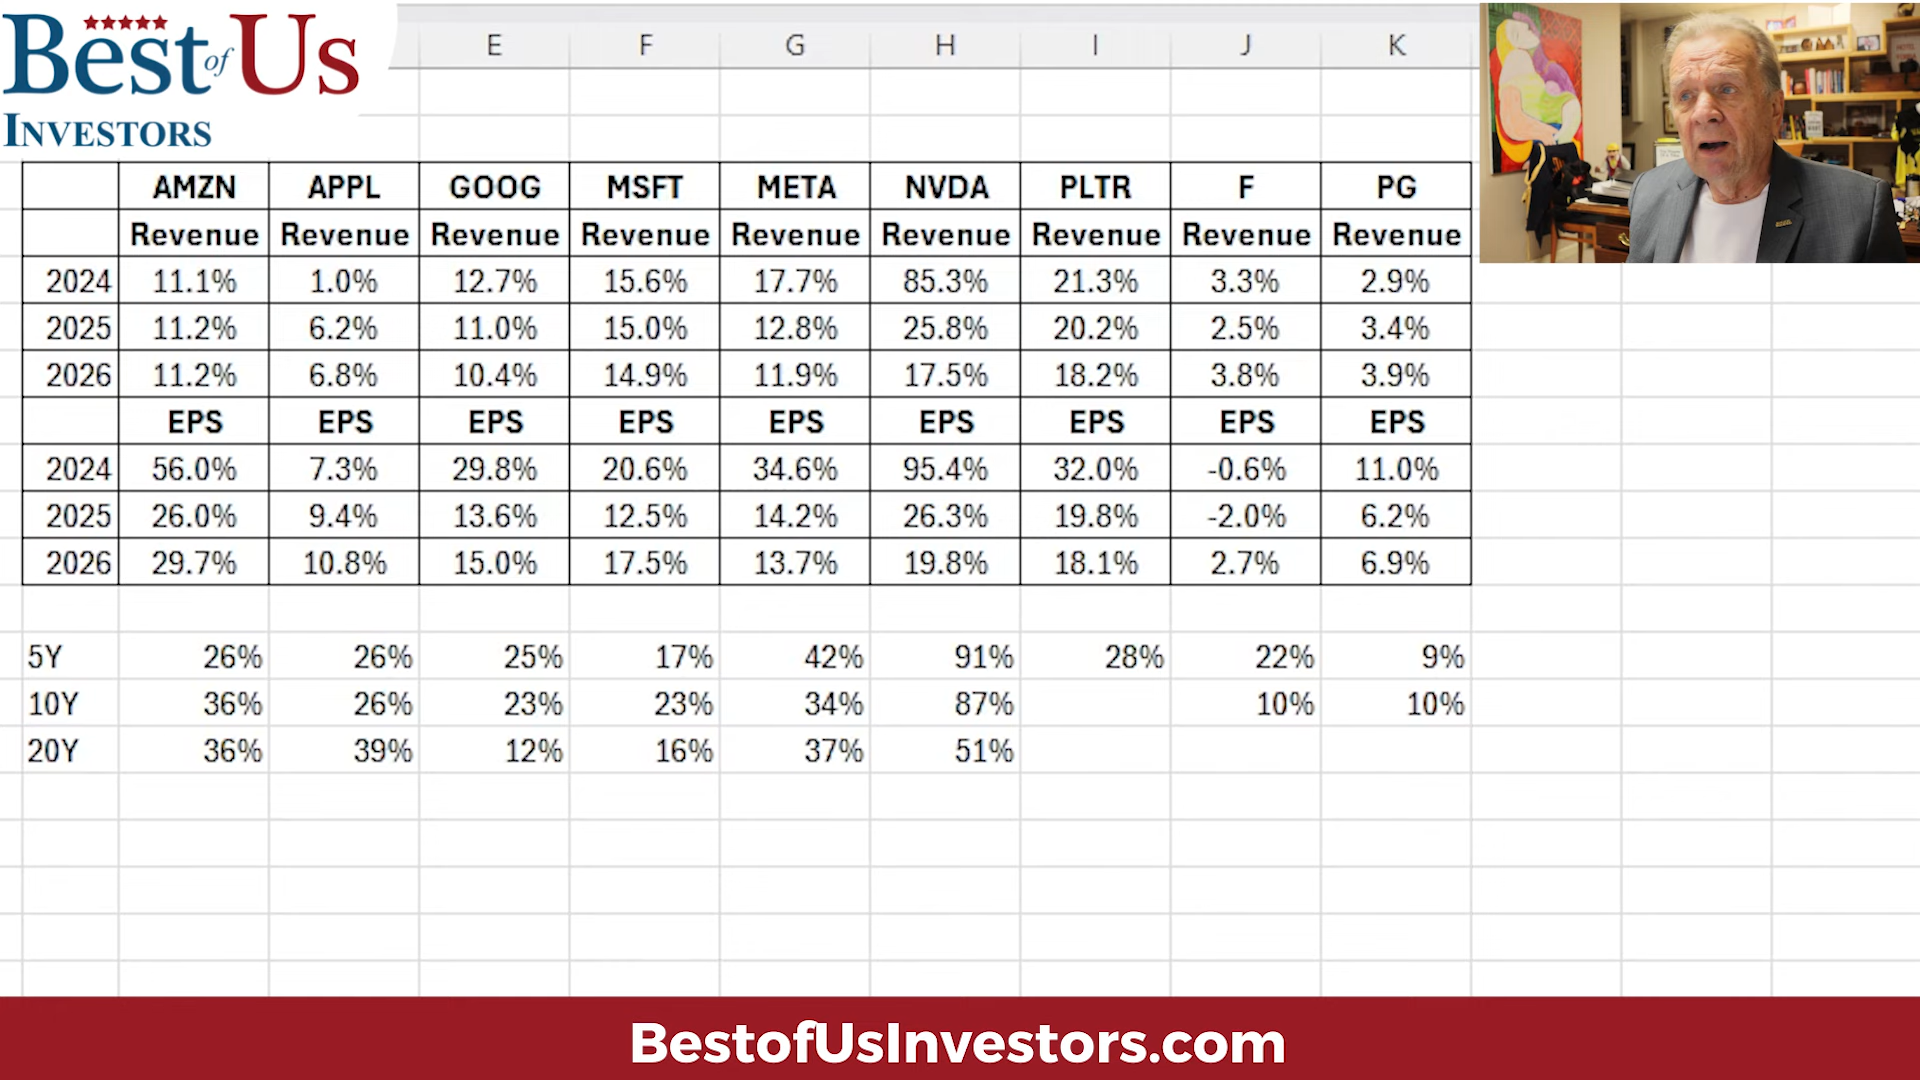 Best of Us
INVESTORS
E F G H I J K
AMZN APPL GOOG MSFT META NVDA PLTR F PG
Revenue Revenue Revenue Revenue Revenue Revenue Revenue Revenue Revenue
2024 11.1% 1.0% 12.7% 15.6% 17.7% 85.3% 21.3% 3.3% 2.9%
2025 11.2% 6.2% 11.0% 15.0% 12.8% 25.8% 20.2% 2.5% 3.4%
2026 11.2% 6.8% 10.4% 14.9% 11.9% 17.5% 18.2% 3.8% 3.9%
EPS EPS EPS EPS EPS EPS EPS EPS EPS
2024 56.0% 7.3% 29.8% 20.6% 34.6% 95.4% 32.0% -0.6% 11.0%
2025 26.0% 9.4% 13.6% 12.5% 14.2% 26.3% 19.8% -2.0% 6.2%
2026 29.7% 10.8% 15.0% 17.5% 13.7% 19.8% 18.1% 2.7% 6.9%
5Y 26% 26% 25% 17% 42% 91% 28% 22% 9%
10Y 36% 26% 23% 23% 34% 87% 10% 10%
20Y 36% 39% 12% 16% 37% 51%
BestofUsInvestors.com